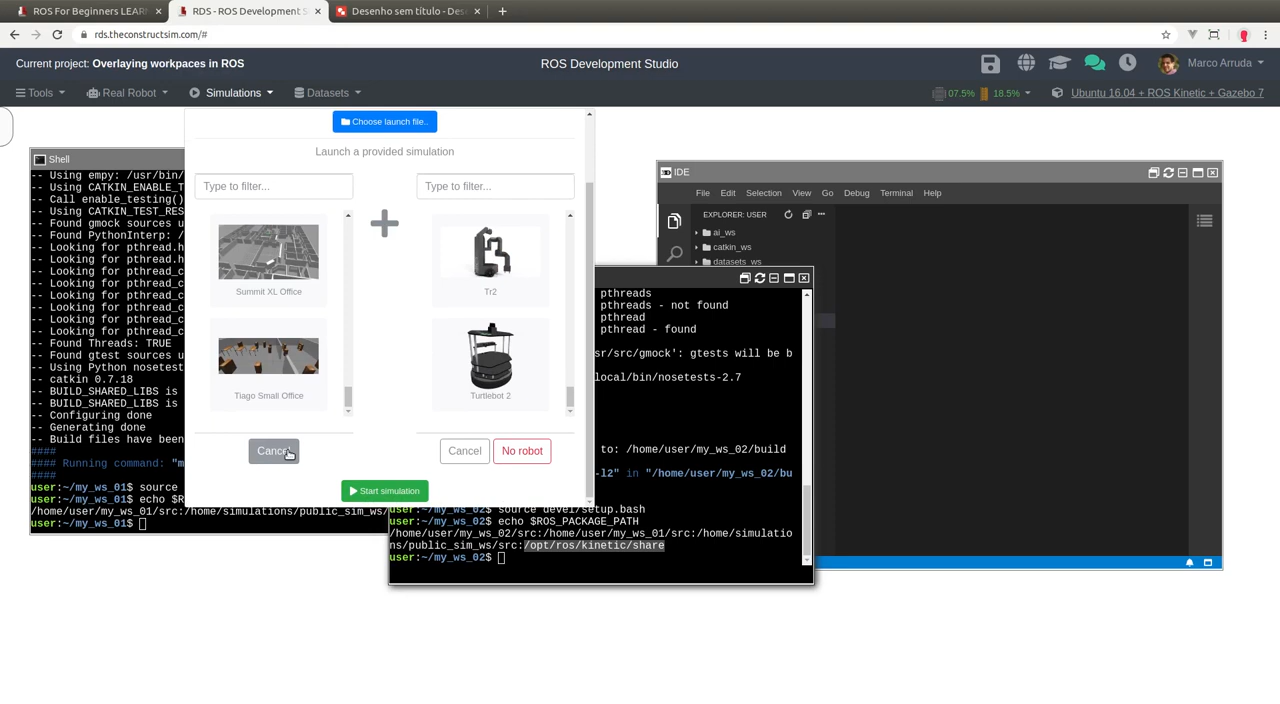 ROS For Beginners LEAR
RDS - ROS Development S
Desenho sem título - Des
rds.theconstructsim.com/#
Current project: Overlaying workpaces in ROS
ROS Development Studio
Marco Arruda
Tools
Real Robot
Simulations
Datasets
07.5%
18.5%
Ubuntu 16.04 + ROS Kinetic + Gazebo 7
Choose launch file..
Launch a provided simulation
Type to filter...
Type to filter...
Summit XL Office
Tr2
Tiago Small Office
Turtlebot 2
Cancel
Cancel
No robot
Start simulation
Shell
-- Using empy: /usr/bin/
-- Using CATKIN_ENABLE_T
-- Call enable_testing()
-- Using CATKIN_TEST_RES
-- Found gmock sources u
-- Found PythonInterp: /
-- Looking for pthread.h
-- Looking for pthread.h
-- Looking for pthread_c
-- Looking for pthread_c
-- Looking for pthread_c
-- Looking for pthread_c
-- Looking for pthread_c
-- Looking for pthread_c
-- Found Threads: TRUE
-- Found gtest sources u
-- Using Python nosetest
-- catkin 0.7.18
-- BUILD_SHARED_LIBS is
-- BUILD_SHARED_LIBS is
-- Configuring done
-- Generating done
-- Build files have been
####
#### Running command: "m
####
user:~/my_ws_01$ source
user:~/my_ws_01$ echo $R
/home/user/my_ws_01/src:/home/simulations/public_sim_ws/
user:~/my_ws_01$
pthreads
pthreads - not found
pthread
pthread - found
sr/src/gmock': gtests will be b
local/bin/nosetests-2.7
to: /home/user/my_ws_02/build
-l2" in "/home/user/my_ws_02/bu
user:~/my_ws_02$ source devel/setup.bash
user:~/my_ws_02$ echo $ROS_PACKAGE_PATH
/home/user/my_ws_02/src:/home/user/my_ws_01/src:/home/simulatio
ns/public_sim_ws/src:/opt/ros/kinetic/share
user:~/my_ws_02$
IDE
File Edit Selection View Go Debug Terminal Help
EXPLORER: USER
ai_ws
catkin_ws
datasets_ws